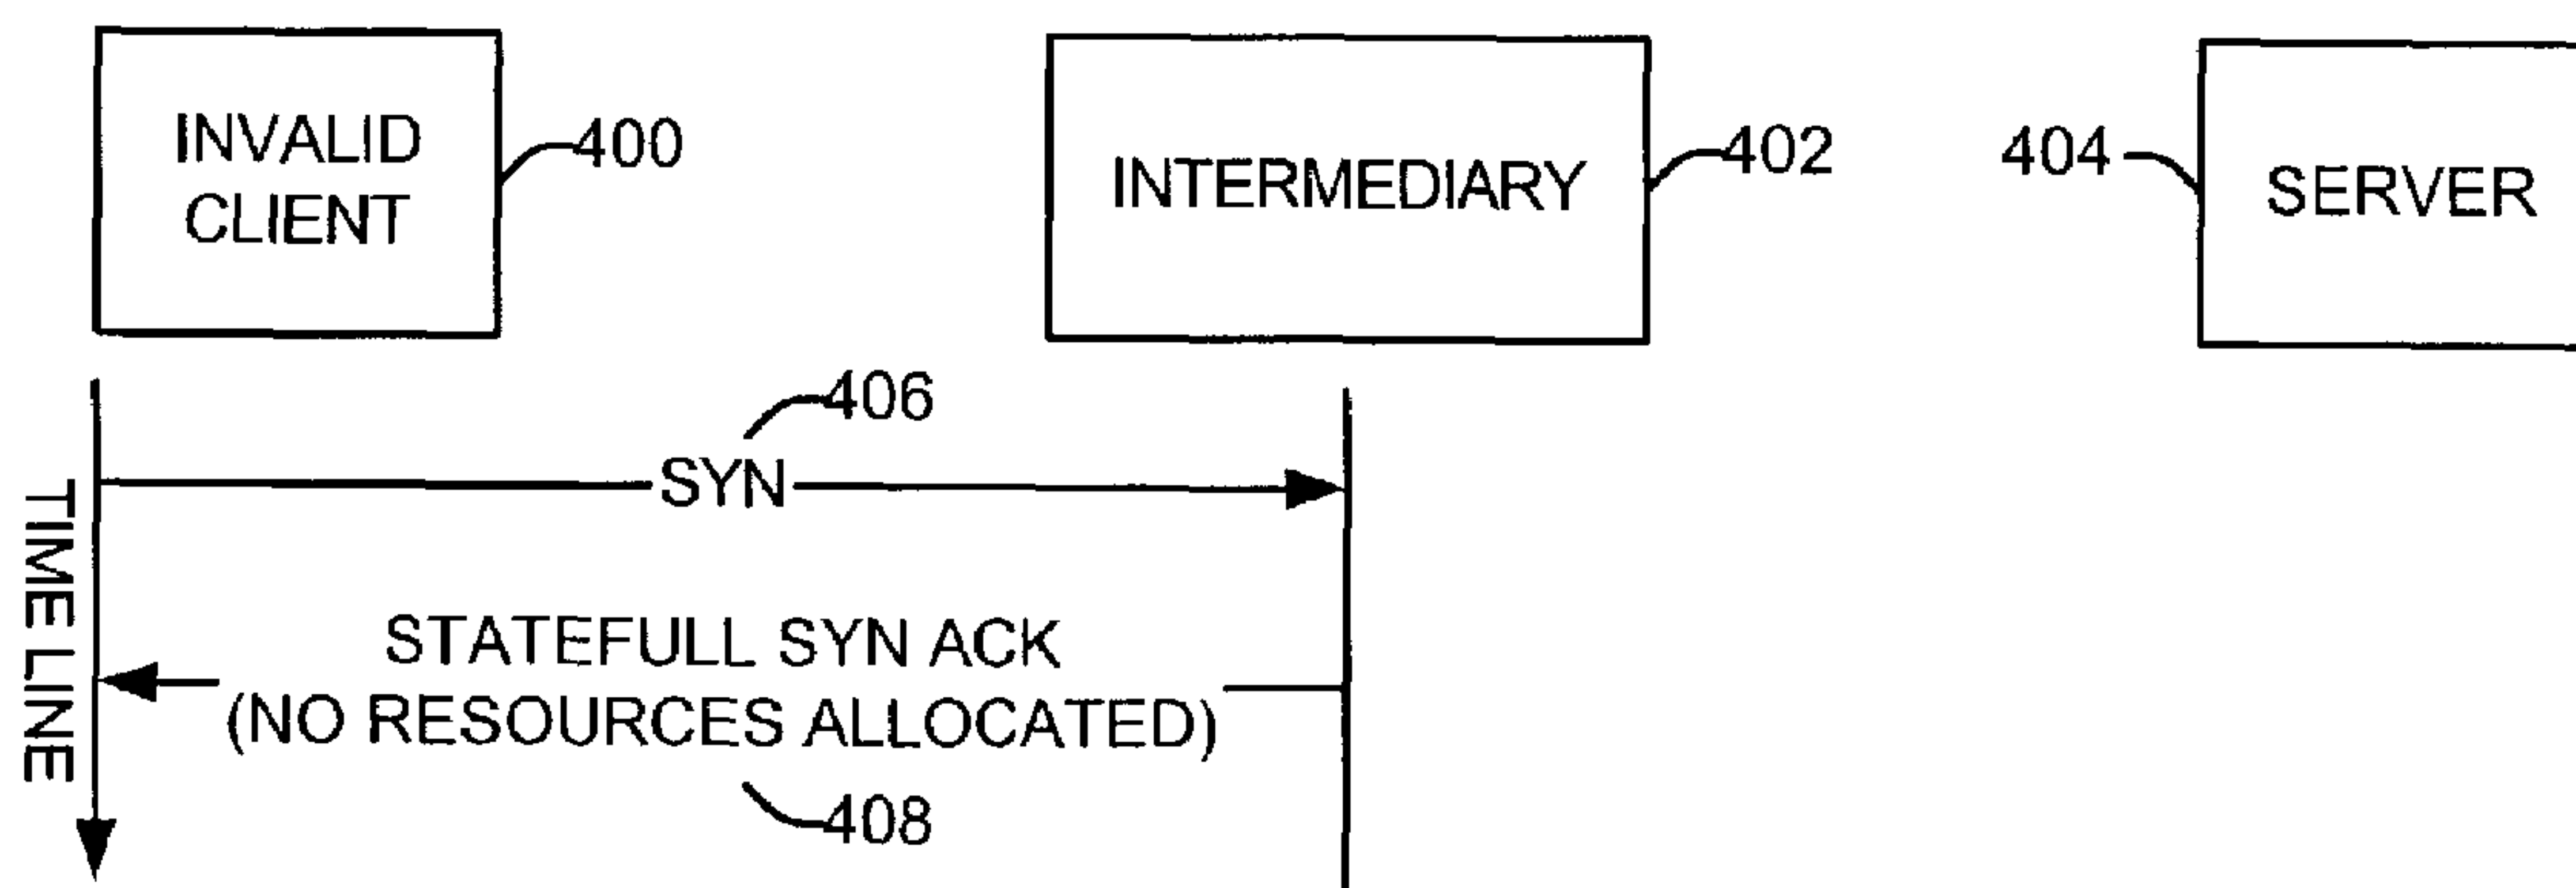 INVALID
CLIENT
400
INTERMEDIARY
402
404
SERVER
406
SYN
TIME LINE
STATEFULL SYN ACK
(NO RESOURCES ALLOCATED)
408